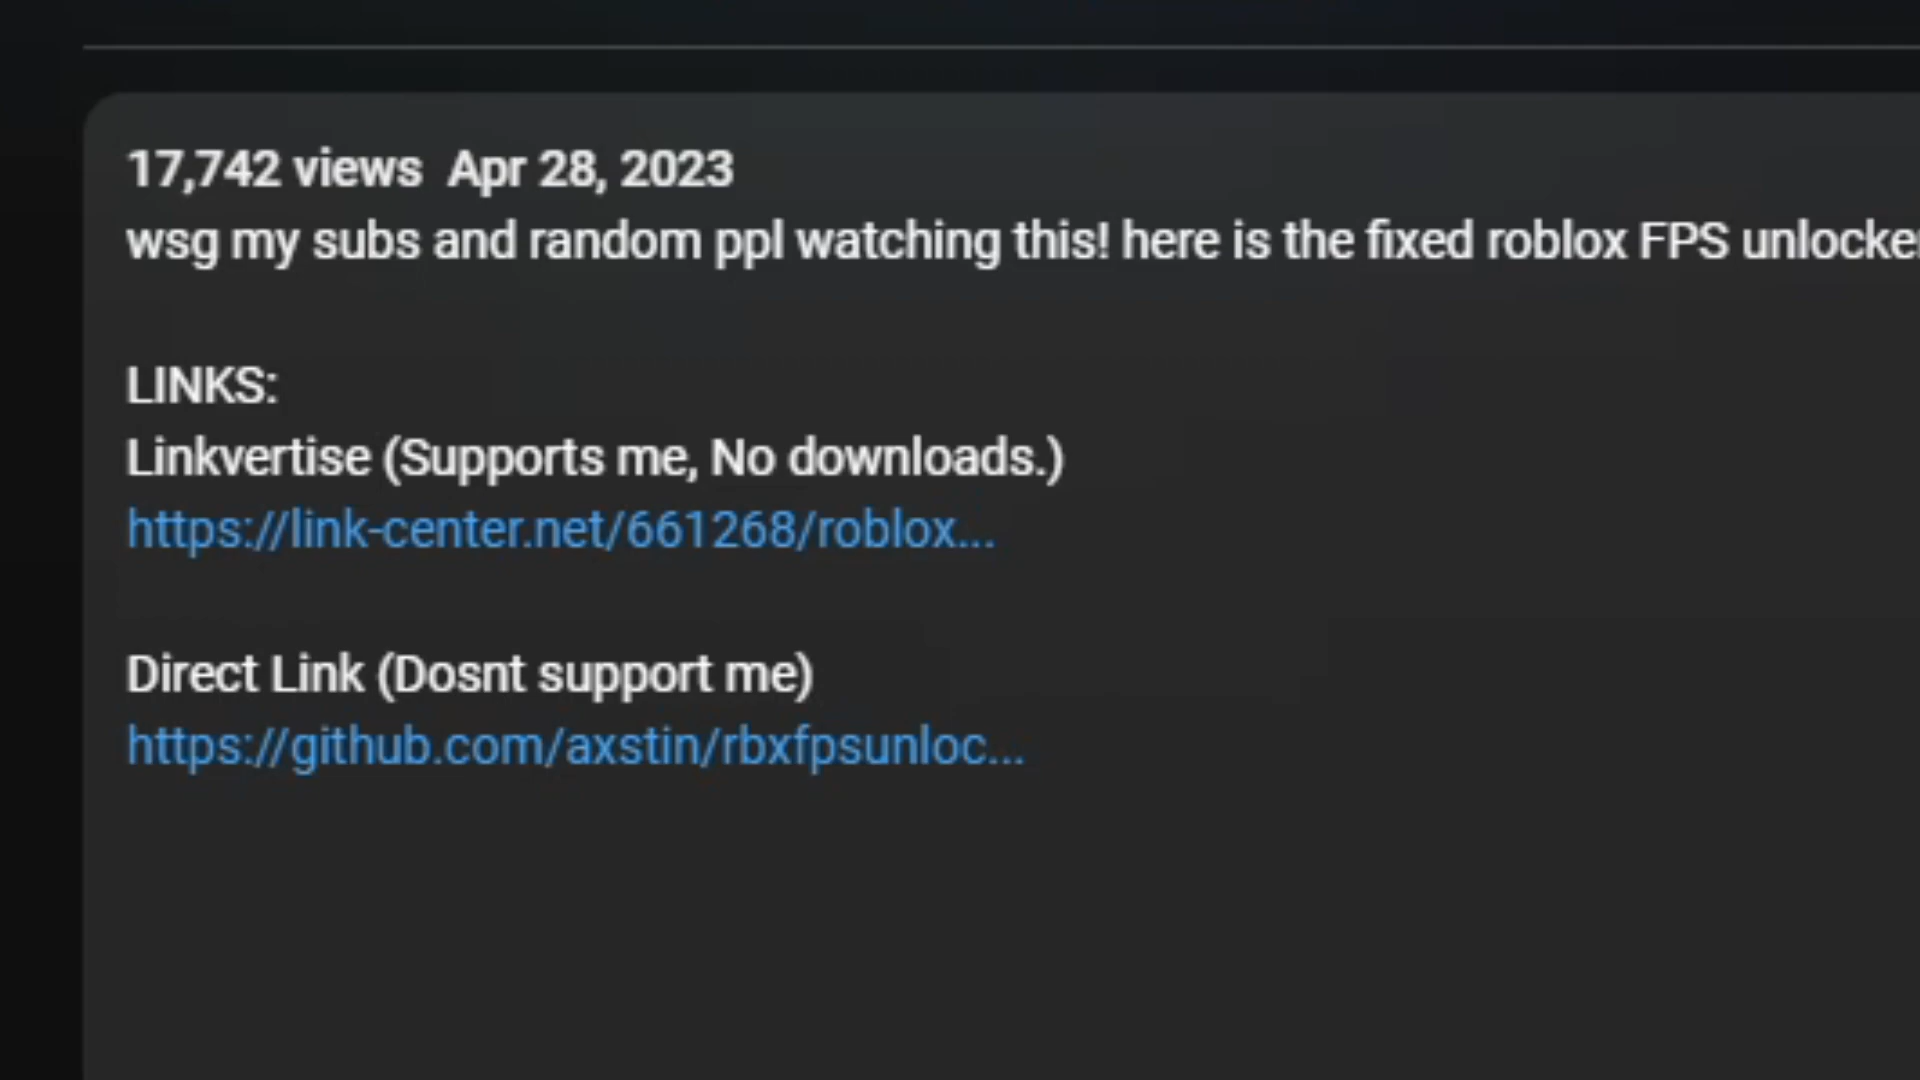 17,742 views Apr 28, 2023
wsg my subs and random ppl watching this! here is the fixed roblox FPS unlocker
LINKS:
Linkvertise (Supports me, No downloads.)
https://link-center.net/661268/roblox...
Direct Link (Dosnt support me)
https://github.com/axstin/rbxfpsunloc...